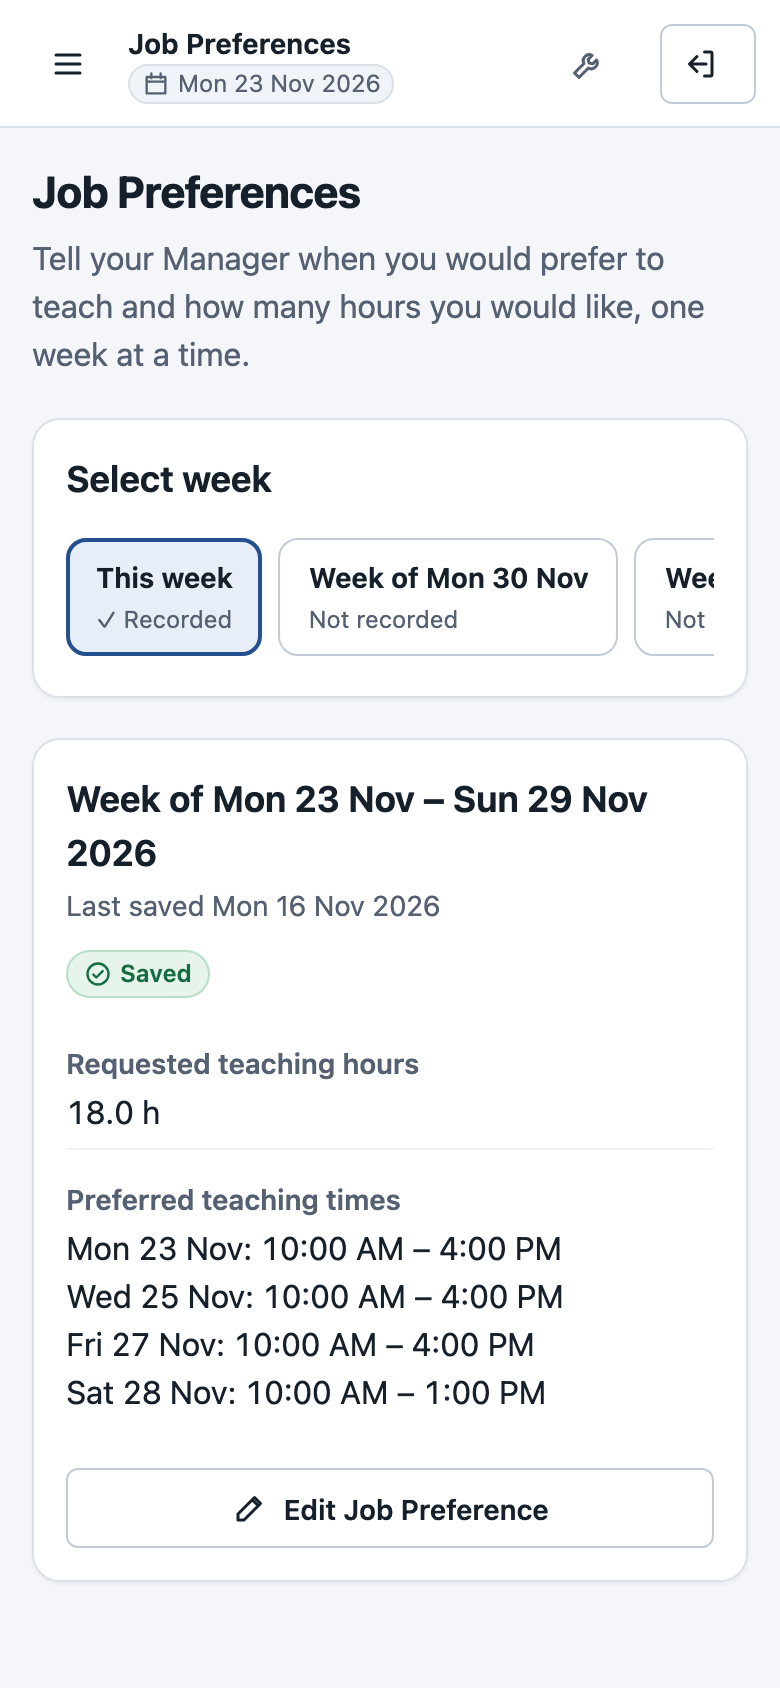 Job Preferences
Mon 23 Nov 2026
Job Preferences
Tell your Manager when you would prefer to
teach and how many hours you would like, one
week at a time.
Select week
This week
✓ Recorded
Week of Mon 30 Nov
Not recorded
Wee
Not
Week of Mon 23 Nov – Sun 29 Nov
2026
Last saved Mon 16 Nov 2026
Saved
Requested teaching hours
18.0 h
Preferred teaching times
Mon 23 Nov: 10:00 AM – 4:00 PM
Wed 25 Nov: 10:00 AM – 4:00 PM
Fri 27 Nov: 10:00 AM – 4:00 PM
Sat 28 Nov: 10:00 AM – 1:00 PM
Edit Job Preference